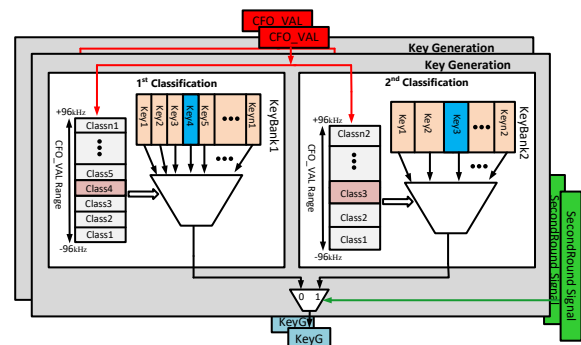 CFO_VAL
CFO_VAL
Key Generation
Key Generation
1st Classification
+96kHz
CFO_VAL Range
-96kHz
Classn1
Class5
Class4
Class3
Class2
Class1
Key1
Key2
Key3
Key4
Key5
Keyn1
KeyBank1
2nd Classification
+96kHz
CFO_VAL Range
-96kHz
Classn2
Class3
Class2
Class1
Key1
Key2
Key3
Keyn2
KeyBank2
0 1
SecondRound Signal
SecondRound Signal
KeyG
KeyG